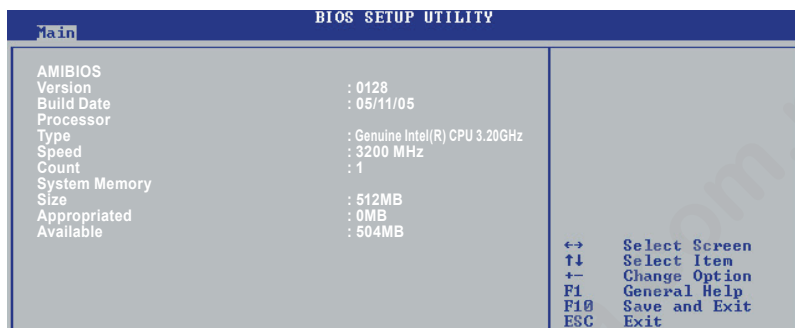 BIOS SETUP UTILITY
Main
AMIBIOS
Version : 0128
Build Date : 05/11/05
Processor
Type : Genuine Intel(R) CPU 3.20GHz
Speed : 3200 MHz
Count : 1
System Memory
Size : 512MB
Appropriated : 0MB
Available : 504MB
←→ Select Screen
↑↓ Select Item
+- Change Option
F1 General Help
F10 Save and Exit
ESC Exit